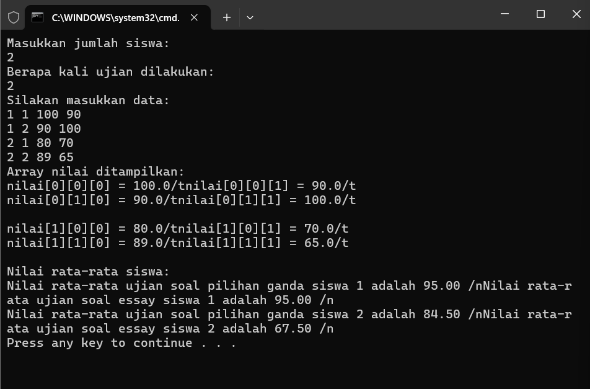 C:\WINDOWS\system32\cmd.
Masukkan jumlah siswa:
2
Berapa kali ujian dilakukan:
2
Silakan masukkan data:
1 1 100 90
1 2 90 100
2 1 80 70
2 2 89 65
Array nilai ditampilkan:
nilai[0][0][0] = 100.0/tnilai[0][0][1] = 90.0/t
nilai[0][1][0] = 90.0/tnilai[0][1][1] = 100.0/t
nilai[1][0][0] = 80.0/tnilai[1][0][1] = 70.0/t
nilai[1][1][0] = 89.0/tnilai[1][1][1] = 65.0/t
Nilai rata-rata siswa:
Nilai rata-rata ujian soal pilihan ganda siswa 1 adalah 95.00 /nNilai rata-r
ata ujian soal essay siswa 1 adalah 95.00 /n
Nilai rata-rata ujian soal pilihan ganda siswa 2 adalah 84.50 /nNilai rata-r
ata ujian soal essay siswa 2 adalah 67.50 /n
Press any key to continue . . .